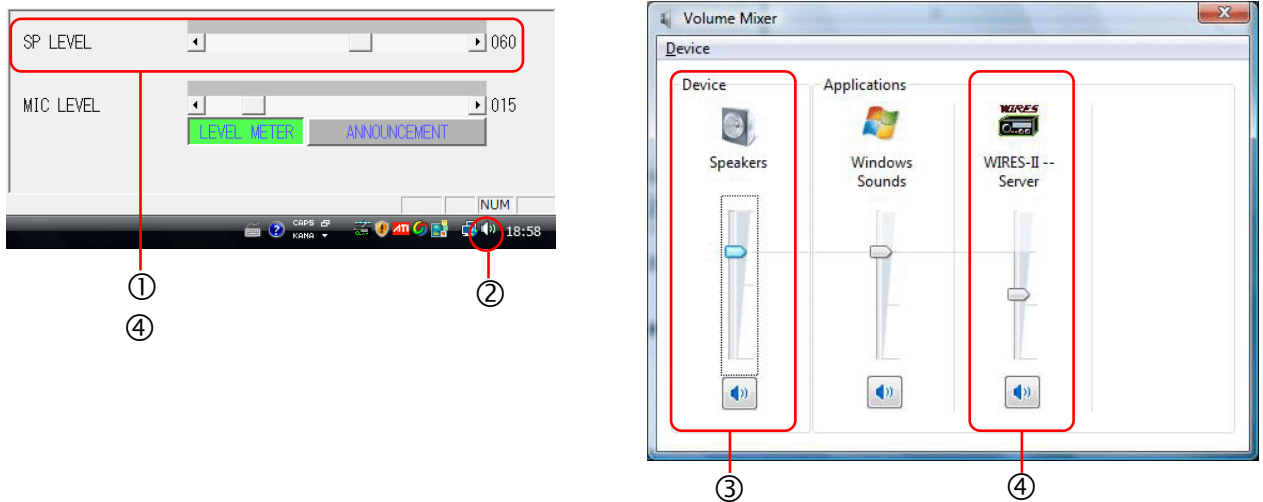 SP LEVEL 060
MIC LEVEL 015
LEVEL METER ANNOUNCEMENT
NUM
CAPS
KANA
ATI
18:58
①
②
④
Volume Mixer
Device
Device Applications
WIRES
Speakers Windows Sounds WIRES-II -- Server
③
④